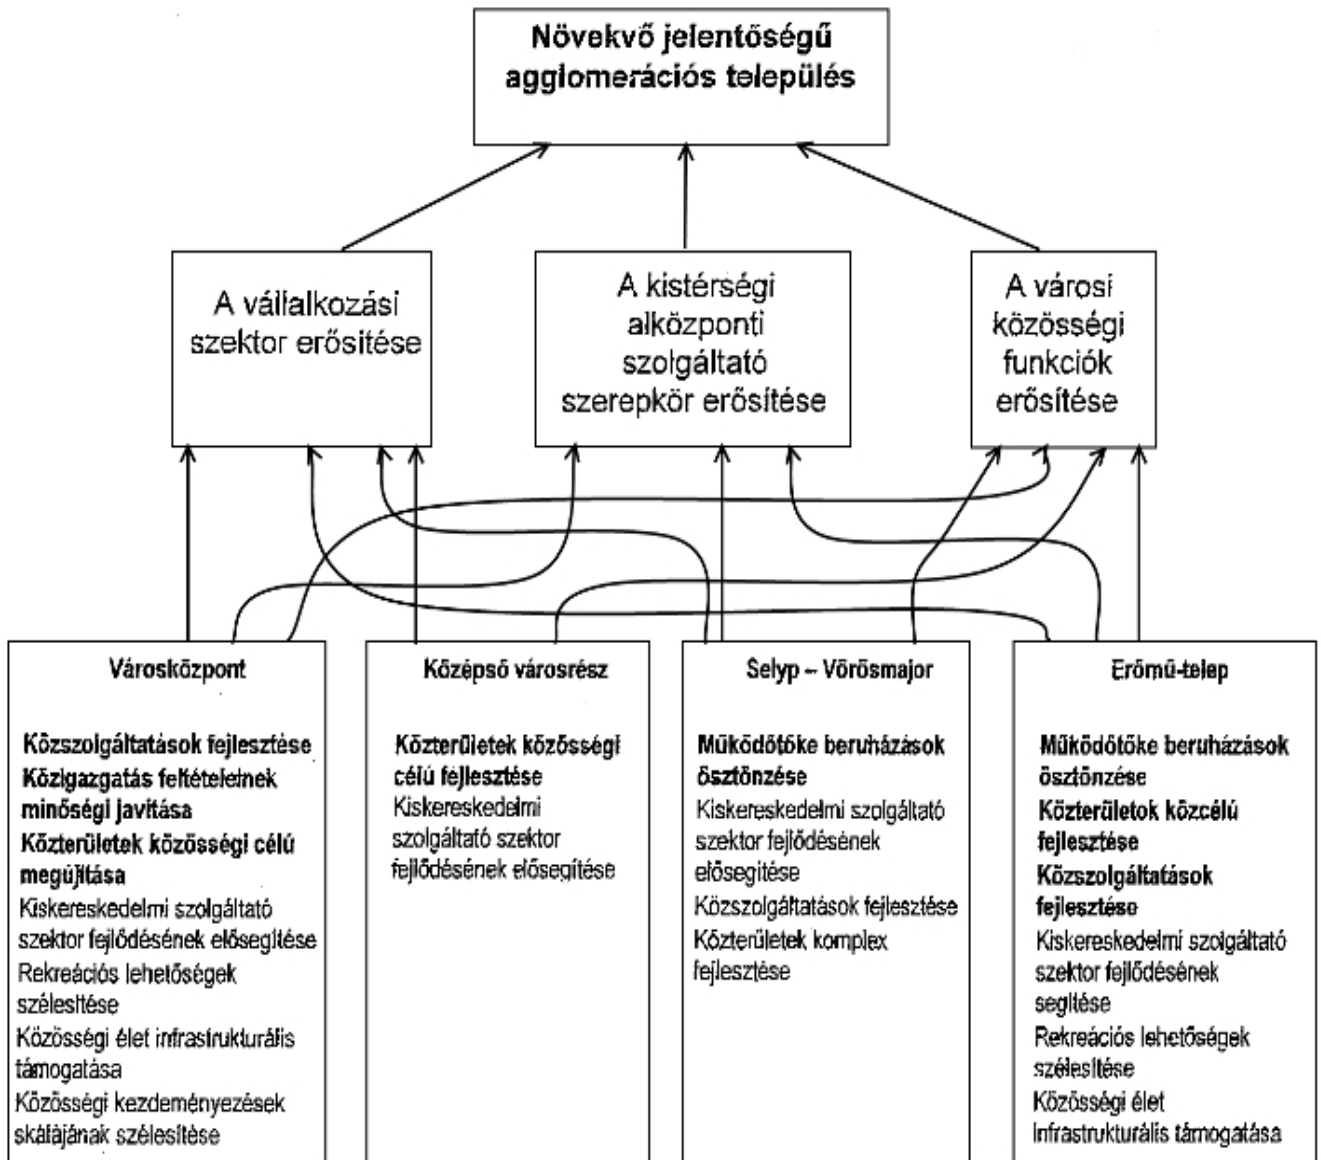 Növekvő jelentőségű
agglomerációs település
A vállalkozási
szektor erősítése
A kistérségi
alközponti
szolgáltató
szerepkör erősítése
A városi
közösségi
funkciók
erősítése
Városközpont
Közszolgáltatások fejlesztése
Közigazgatás feltételeinek
minőségi javítása
Közterületek közösségi célú
megújítása
Kiskereskedelmi szolgáltató
szektor fejlődésének elősegítése
Rekreációs lehetőségek
szélesítése
Közösségi élet infrastrukturális
támogatása
Közösségi kezdeményezések
skálájának szélesítése
Középső városrész
Közterületek közösségi
célú fejlesztése
Kiskereskedelmi
szolgáltató szektor
fejlődésének elősegítése
Selyp – Vörösmajor
Működőtőke beruházások
ösztönzése
Kiskereskedelmi szolgáltató
szektor fejlődésének
elősegítése
Közszolgáltatások fejlesztése
Közterületek komplex
fejlesztése
Erőmű-telep
Működőtőke beruházások
ösztönzése
Közterületek közcélú
fejlesztése
Közszolgáltatások
fejlesztése
Kiskereskedelmi szolgáltató
szektor fejlődésének
segítése
Rekreációs lehetőségek
szélesítése
Közösségi élet
infrastrukturális támogatása